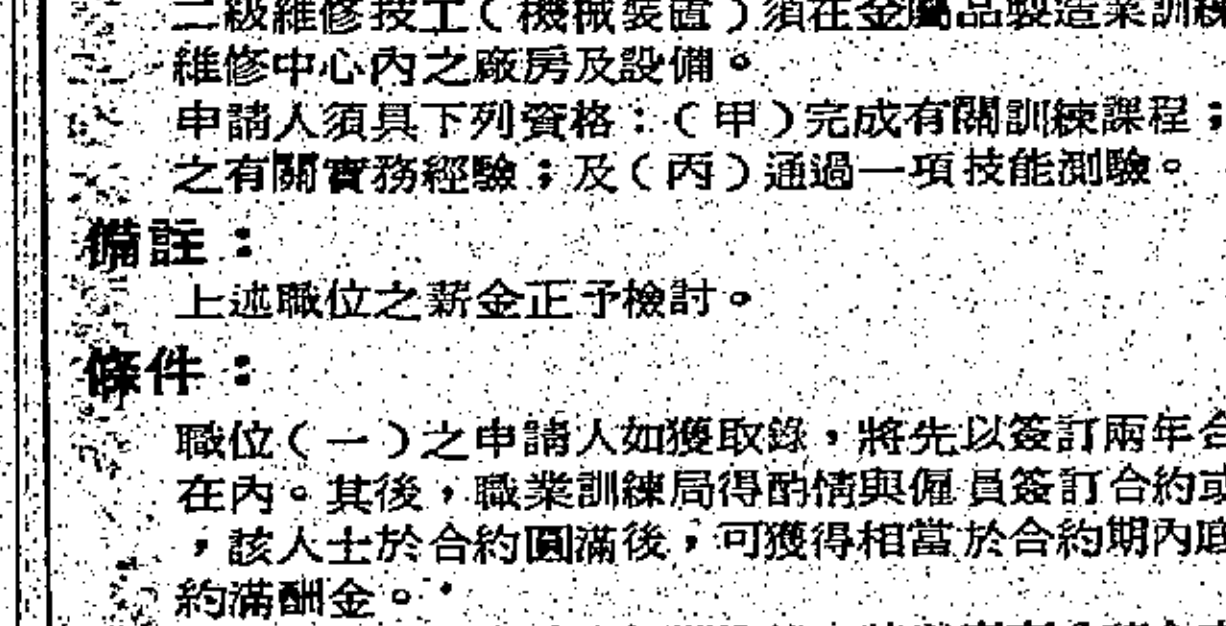 二級維修技工（機械裝置）須在金屬品製造業訓練
維修中心內之廠房及設備。
申請人須具下列資格：（甲）完成有關訓練課程；
之有關實務經驗；及（丙）通過一項技能測驗。
備註：
上述職位之薪金正予檢討。
條件：
職位（一）之申請人如獲取錄，將先以簽訂兩年合
在內。其後，職業訓練局得酌情與僱員簽訂合約或
，該人士於合約圓滿後，可獲得相當於合約期內底
約滿酬金。